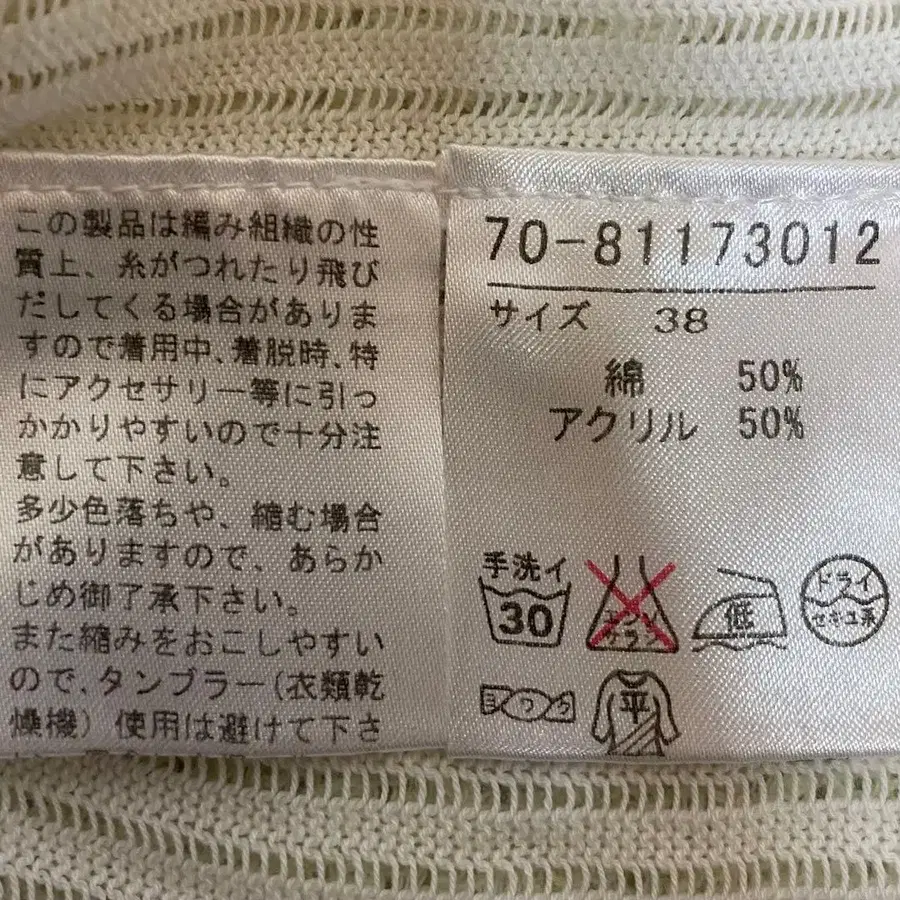 この製品は編み組織の性
質上、糸がつれたり飛び
だしてくる場合がありま
すので着用中、着脱時、特
にアクセサリー等に引っ
かかりやすいので十分注
意して下さい。
多少色落ちや、縮む場合
がありますので、あらか
じめ御了承下さい。
また縮みをおこしやすい
ので、タンブラー(衣類乾
燥機)使用は避けて下さ
70-81173012
サイズ 38
綿 50%
アクリル 50%
手洗イ
30
エンソ
サラシ
低
ドライ
セキユ系
ヨワク
平